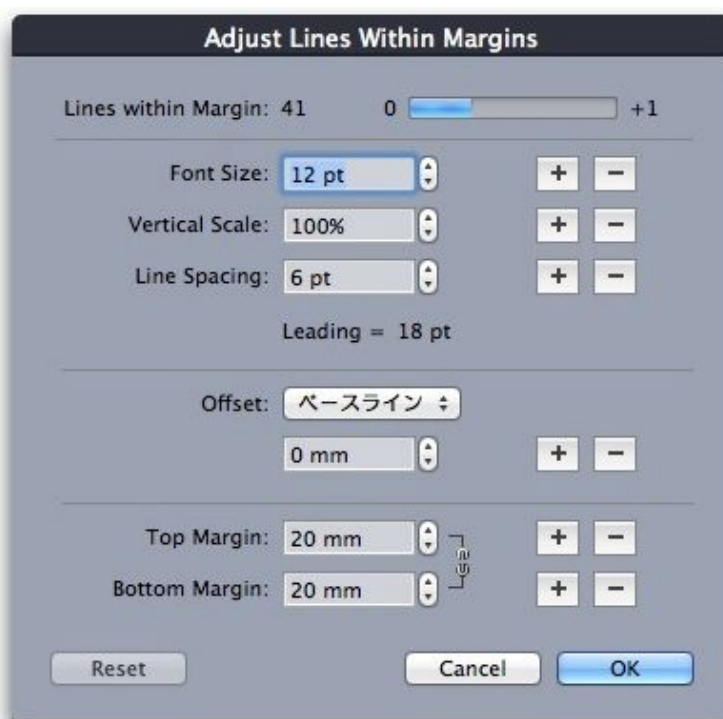 Adjust Lines Within Margins
Lines within Margin: 41 0 +1
Font Size: 12 pt + −
Vertical Scale: 100% + −
Line Spacing: 6 pt + −
Leading = 18 pt
Offset: ベースライン
0 mm + −
Top Margin: 20 mm + −
Bottom Margin: 20 mm + −
Reset Cancel OK